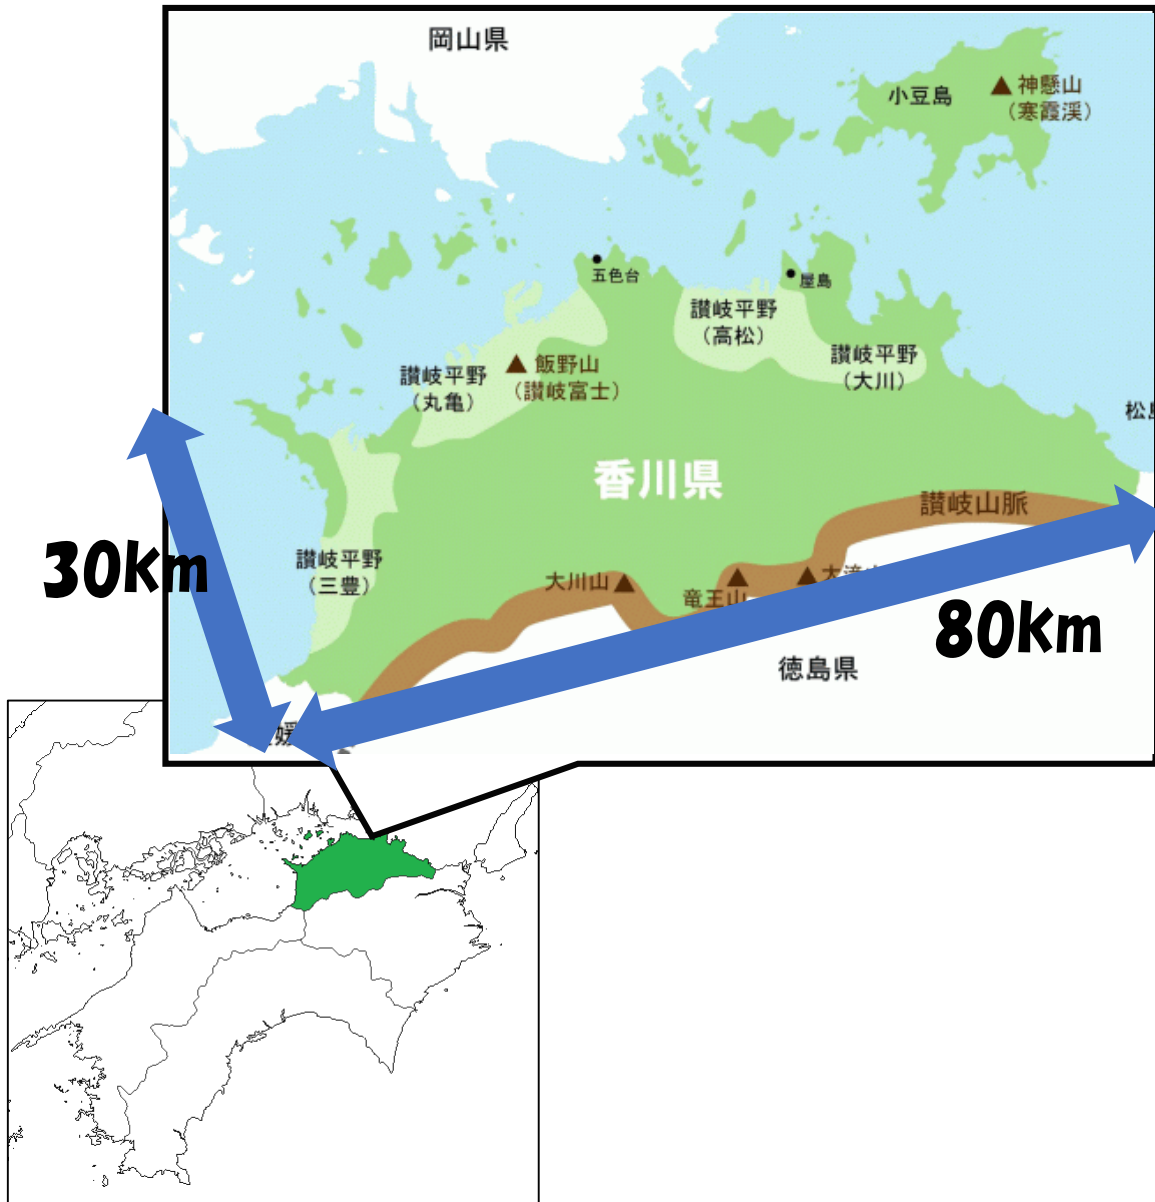 岡山県
小豆島
神懸山
（寒霞渓）
五色台
屋島
讃岐平野
（高松）
讃岐平野
（大川）
飯野山
（讃岐富士）
讃岐平野
（丸亀）
香川県
讃岐山脈
讃岐平野
（三豊）
大川山
竜王山
30km
80km
徳島県